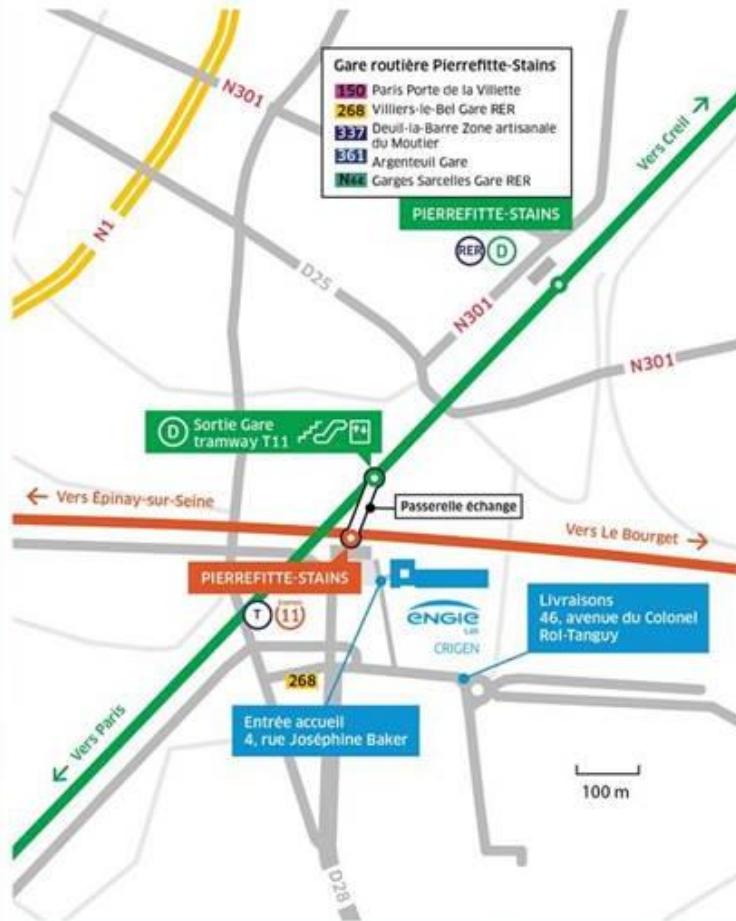 Gare routière Pierrefitte-Stains
150 Paris Porte de la Villette
268 Villiers-le-Bel Gare RER
337 Deuil-la-Barre Zone artisanale
du Moutier
361 Argenteuil Gare
N44 Garges Sarcelles Gare RER
N301
N1
Vers Creil
PIERREFITTE-STAINS
RER D
D25
N301
N301
D Sortie Gare
tramway T11
Vers Épinay-sur-Seine
Passerelle échange
Vers Le Bourget
PIERREFITTE-STAINS
T 11
ENGIE
Lab
CRIGEN
Livraisons
46, avenue du Colonel
Rol-Tanguy
268
Entrée accueil
4, rue Joséphine Baker
Vers Paris
100 m
D28